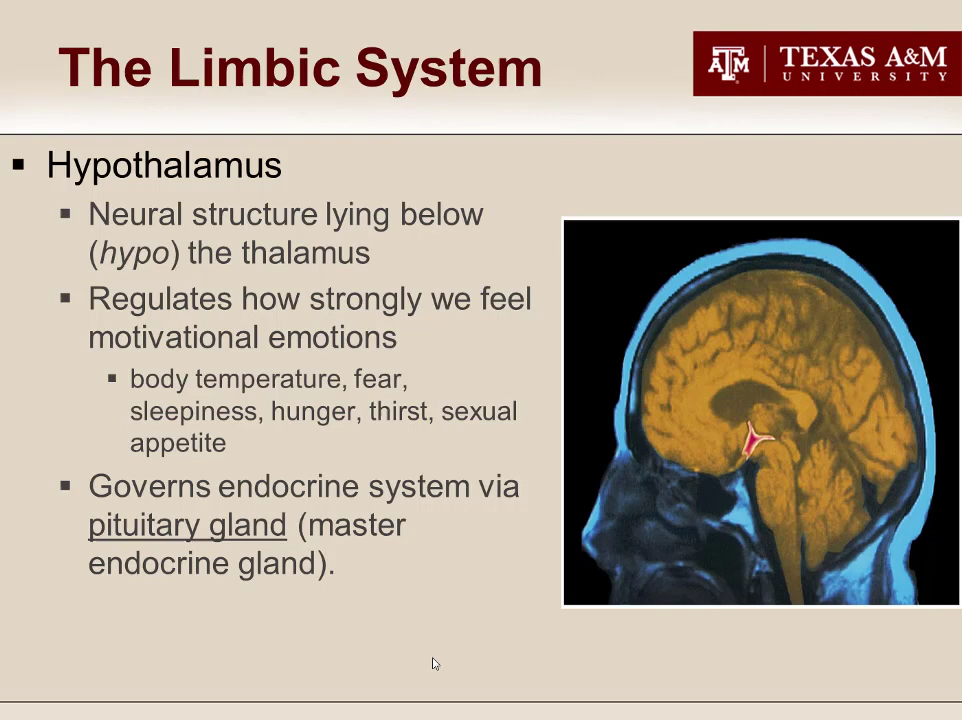 The Limbic System
ATM
TEXAS A&M
UNIVERSITY
Hypothalamus
Neural structure lying below
(hypo) the thalamus
Regulates how strongly we feel
motivational emotions
body temperature, fear,
sleepiness, hunger, thirst, sexual
appetite
Governs endocrine system via
pituitary gland (master
endocrine gland).